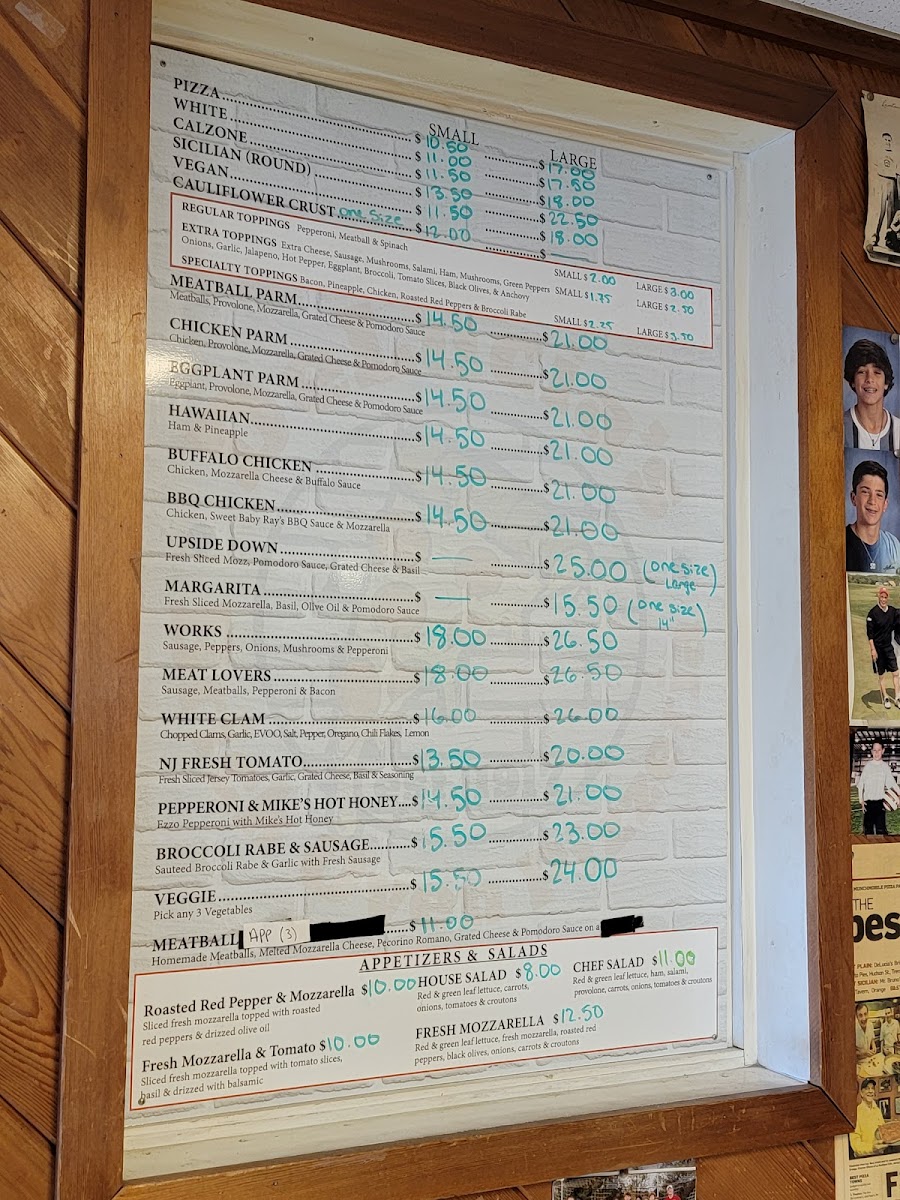 SMALL LARGE
PIZZA $ 10.50 $ 17.00
WHITE $ 11.00 $ 17.50
CALZONE $ 11.50 $ 18.00
SICILIAN (ROUND) $ 13.50 $ 22.50
VEGAN $ 11.50 $ 18.00
CAULIFLOWER CRUST one size $ 12.00 $ —
REGULAR TOPPINGS Pepperoni, Meatball & Spinach SMALL $ 2.00 LARGE $ 3.00
EXTRA TOPPINGS Extra Cheese, Sausage, Mushrooms, Salami, Ham, Mushrooms, Green Peppers SMALL $ 1.75 LARGE $ 2.50
Onions, Garlic, Jalapeno, Hot Pepper, Eggplant, Broccoli, Tomato Slices, Black Olives, & Anchovy
SPECIALTY TOPPINGS Bacon, Pineapple, Chicken, Roasted Red Peppers & Broccoli Rabe SMALL $ 2.25 LARGE $ 3.50
MEATBALL PARM $ 14.50 $ 21.00
Meatballs, Provolone, Mozzarella, Grated Cheese & Pomodoro Sauce
CHICKEN PARM $ 14.50 $ 21.00
Chicken, Provolone, Mozzarella, Grated Cheese & Pomodoro Sauce
EGGPLANT PARM $ 14.50 $ 21.00
Eggplant, Provolone, Mozzarella, Grated Cheese & Pomodoro Sauce
HAWAIIAN $ 14.50 $ 21.00
Ham & Pineapple
BUFFALO CHICKEN $ 14.50 $ 21.00
Chicken, Mozzarella Cheese & Buffalo Sauce
BBQ CHICKEN $ 14.50 $ 21.00
Chicken, Sweet Baby Ray's BBQ Sauce & Mozzarella
UPSIDE DOWN $ — $ 25.00 (one size Large)
Fresh Sliced Mozz, Pomodoro Sauce, Grated Cheese & Basil
MARGARITA $ — $ 15.50 (one size 14")
Fresh Sliced Mozzarella, Basil, Olive Oil & Pomodoro Sauce
WORKS $ 18.00 $ 26.50
Sausage, Peppers, Onions, Mushrooms & Pepperoni
MEAT LOVERS $ 18.00 $ 26.50
Sausage, Meatballs, Pepperoni & Bacon
WHITE CLAM $ 16.00 $ 26.00
Chopped Clams, Garlic, EVOO, Salt, Pepper, Oregano, Chili Flakes, Lemon
NJ FRESH TOMATO $ 13.50 $ 20.00
Fresh Sliced Jersey Tomatoes, Garlic, Grated Cheese, Basil & Seasoning
PEPPERONI & MIKE'S HOT HONEY $ 14.50 $ 21.00
Ezzo Pepperoni with Mike's Hot Honey
BROCCOLI RABE & SAUSAGE $ 15.50 $ 23.00
Sauteed Broccoli Rabe & Garlic with Fresh Sausage
VEGGIE $ 15.50 $ 24.00
Pick any 3 Vegetables
MEATBALL APP (3) $ 11.00
Homemade Meatballs, Melted Mozzarella Cheese, Pecorino Romano, Grated Cheese & Pomodoro Sauce on a
APPETIZERS & SALADS
Roasted Red Pepper & Mozzarella $10.00
Sliced fresh mozzarella topped with roasted
red peppers & drizzed olive oil
Fresh Mozzarella & Tomato $10.00
Sliced fresh mozzarella topped with tomato slices,
basil & drizzed with balsamic
HOUSE SALAD $8.00
Red & green leaf lettuce, carrots,
onions, tomatoes & croutons
CHEF SALAD $11.00
Red & green leaf lettuce, ham, salami,
provolone, carrots, onions, tomatoes & croutons
FRESH MOZZARELLA $12.50
Red & green leaf lettuce, fresh mozzarella, roasted red
peppers, black olives, onions, carrots & croutons
THE